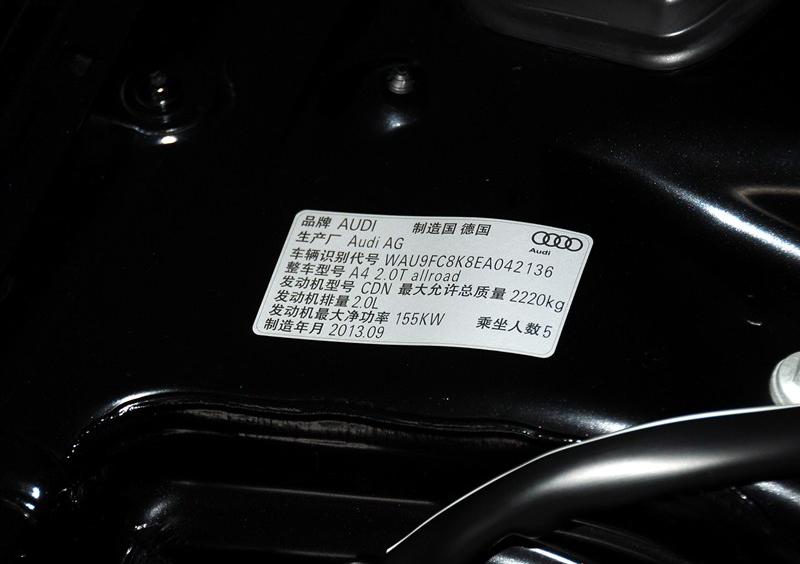 品牌 AUDI 制造国 德国
生产厂 Audi AG
Audi
车辆识别代号 WAU9FC8K8EA042136
整车型号 A4 2.0T allroad
发动机型号 CDN 最大允许总质量 2220kg
发动机排量 2.0L
发动机最大净功率 155KW 乘坐人数5
制造年月 2013.09